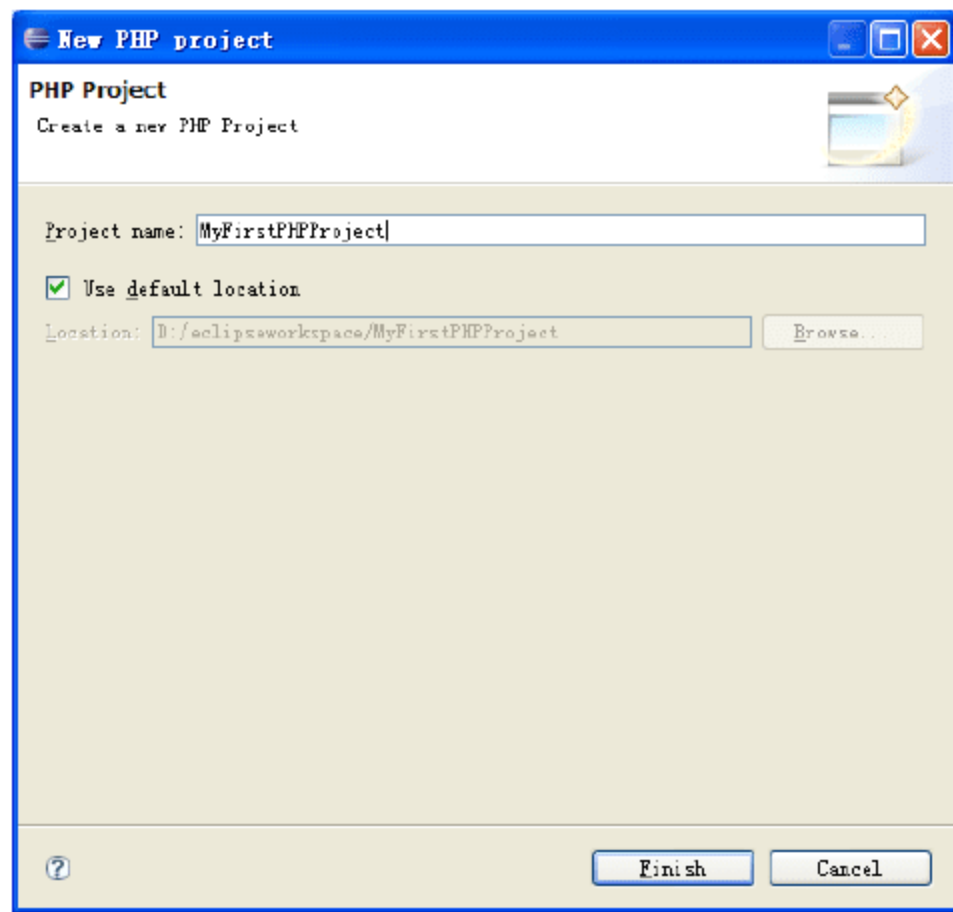 New PHP project
PHP Project
Create a new PHP Project
Project name: MyFirstPHPProject
Use default location
Location: D:/eclipseworkspace/MyFirstPHPProject Browse...
? Finish Cancel